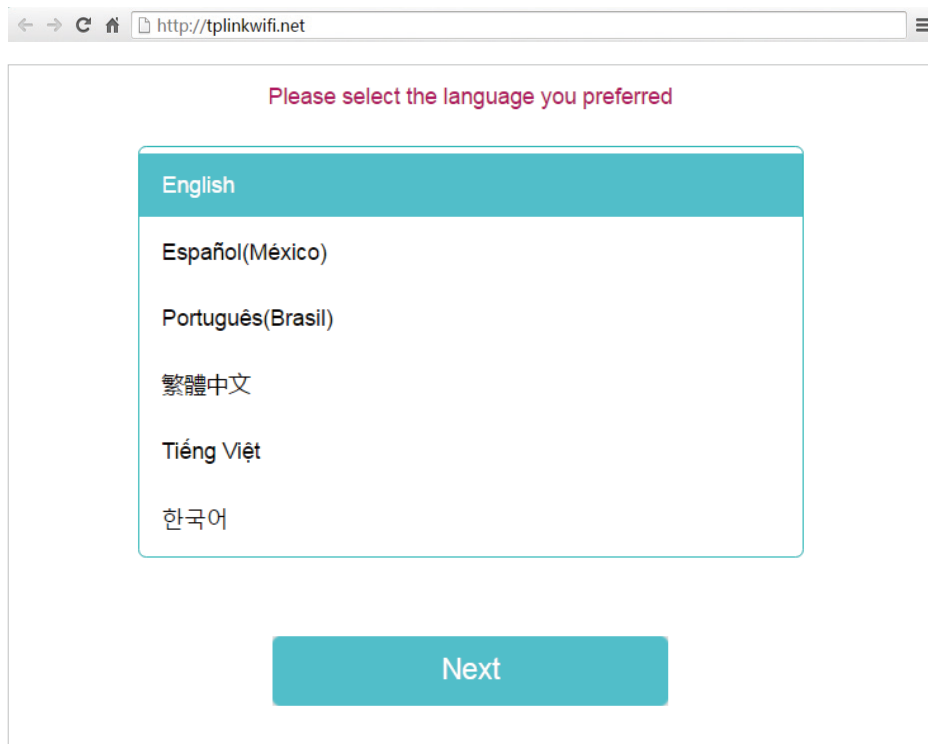 http://tplinkwifi.net
Please select the language you preferred
English
Español(México)
Português(Brasil)
繁體中文
Tiếng Việt
한국어
Next